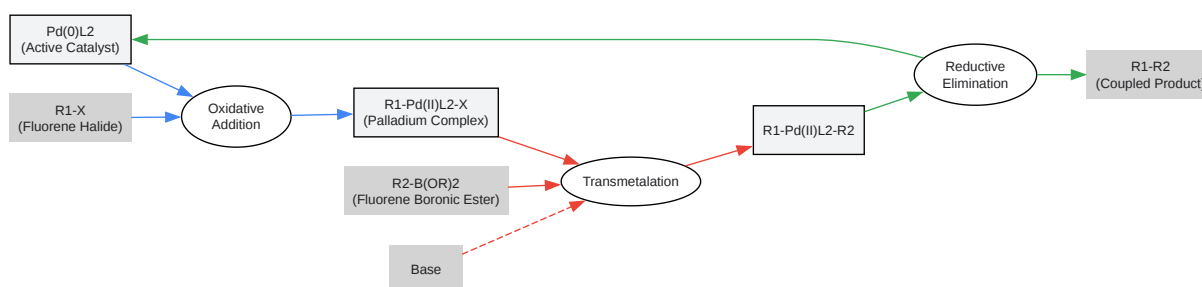 Pd(0)L2
(Active Catalyst)
R1-X
(Fluorene Halide)
Oxidative
Addition
R1-Pd(II)L2-X
(Palladium Complex)
R2-B(OR)2
(Fluorene Boronic Ester)
Base
Transmetalation
R1-Pd(II)L2-R2
Reductive
Elimination
R1-R2
(Coupled Product)